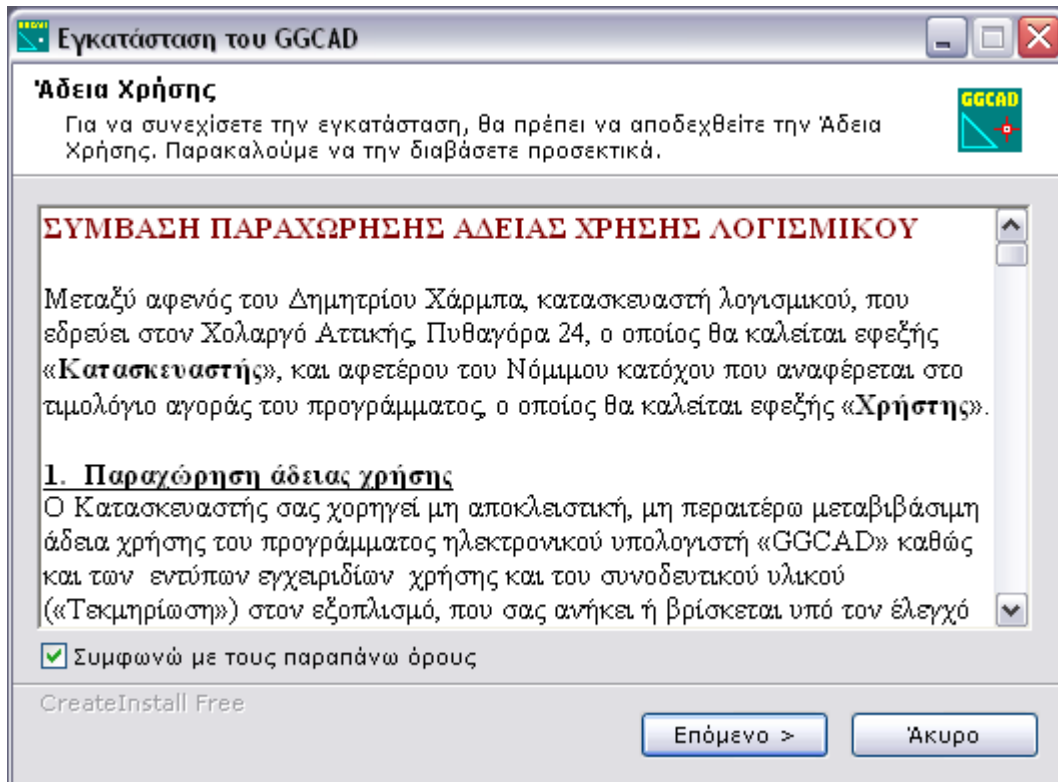 Εγκατάσταση του GGCAD
Άδεια Χρήσης
Για να συνεχίσετε την εγκατάσταση, θα πρέπει να αποδεχθείτε την Άδεια
Χρήσης. Παρακαλούμε να την διαβάσετε προσεκτικά.
GGCAD
ΣΥΜΒΑΣΗ ΠΑΡΑΧΩΡΗΣΗΣ ΑΔΕΙΑΣ ΧΡΗΣΗΣ ΛΟΓΙΣΜΙΚΟΥ
Μεταξύ αφενός του Δημητρίου Χάρμπα, κατασκευαστή λογισμικού, που
εδρεύει στον Χολαργό Αττικής, Πυθαγόρα 24, ο οποίος θα καλείται εφεξής
«Κατασκευαστής», και αφετέρου του Νόμιμου κατόχου που αναφέρεται στο
τιμολόγιο αγοράς του προγράμματος, ο οποίος θα καλείται εφεξής «Χρήστης».
1. Παραχώρηση άδειας χρήσης
Ο Κατασκευαστής σας χορηγεί μη αποκλειστική, μη περαιτέρω μεταβιβάσιμη
άδεια χρήσης του προγράμματος ηλεκτρονικού υπολογιστή «GGCAD» καθώς
και των εντύπων εγχειριδίων χρήσης και του συνοδευτικού υλικού
(«Τεκμηρίωση») στον εξοπλισμό, που σας ανήκει ή βρίσκεται υπό τον έλεγχό
Συμφωνώ με τους παραπάνω όρους
CreateInstall Free
Επόμενο >
Άκυρο